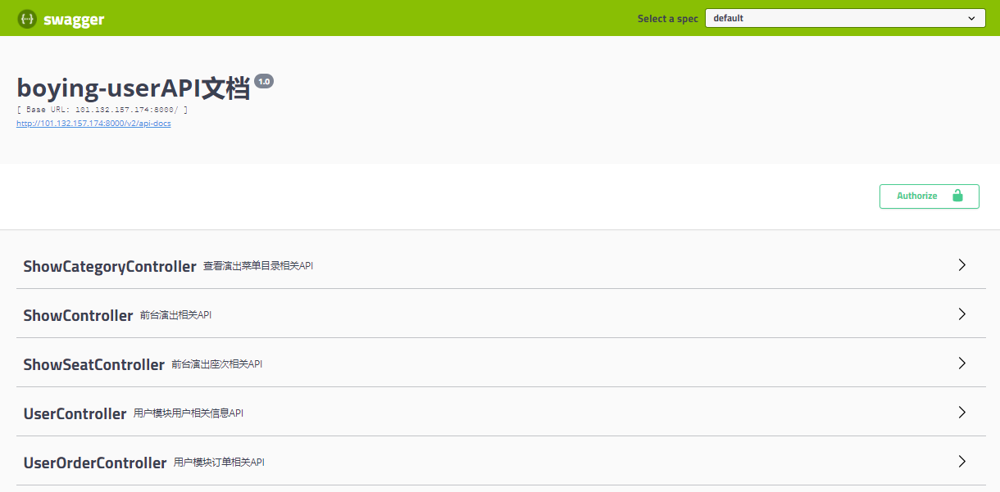 swagger
Select a spec default
boying-userAPI文档 1.0
[ Base URL: 101.132.157.174:8000/ ]
http://101.132.157.174:8000/v2/api-docs
Authorize
ShowCategoryController 查看演出菜单目录相关API
ShowController 前台演出相关API
ShowSeatController 前台演出座次相关API
UserController 用户模块用户相关信息API
UserOrderController 用户模块订单相关API